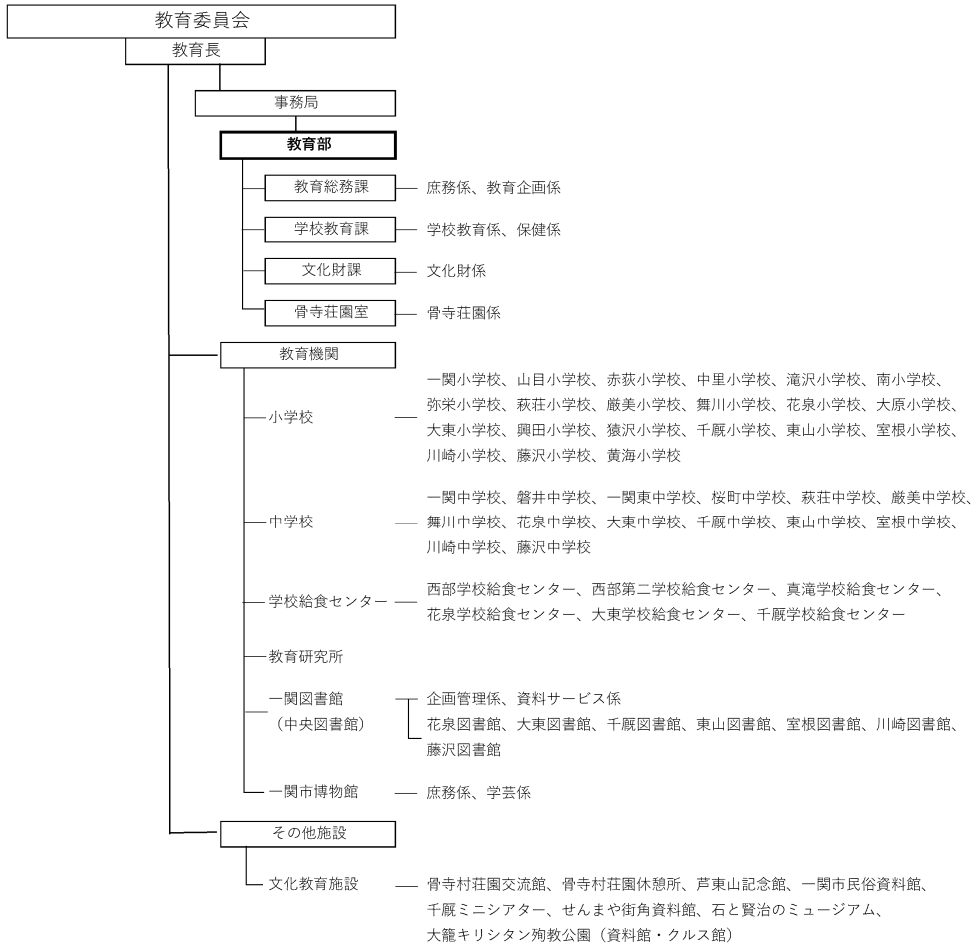 教育委員会
教育長
事務局
教育部
教育総務課 庶務係、教育企画係
学校教育課 学校教育係、保健係
文化財課 文化財係
骨寺荘園室 骨寺荘園係
教育機関
小学校
一関小学校、山目小学校、赤荻小学校、中里小学校、滝沢小学校、南小学校、
弥栄小学校、萩荘小学校、厳美小学校、舞川小学校、花泉小学校、大原小学校、
大東小学校、興田小学校、猿沢小学校、千厩小学校、東山小学校、室根小学校、
川崎小学校、藤沢小学校、黄海小学校
中学校
一関中学校、磐井中学校、一関東中学校、桜町中学校、萩荘中学校、厳美中学校、
舞川中学校、花泉中学校、大東中学校、千厩中学校、東山中学校、室根中学校、
川崎中学校、藤沢中学校
学校給食センター
西部学校給食センター、西部第二学校給食センター、真滝学校給食センター、
花泉学校給食センター、大東学校給食センター、千厩学校給食センター
教育研究所
一関図書館
（中央図書館）
企画管理係、資料サービス係
花泉図書館、大東図書館、千厩図書館、東山図書館、室根図書館、川崎図書館、
藤沢図書館
一関市博物館 庶務係、学芸係
その他施設
文化教育施設
骨寺村荘園交流館、骨寺村荘園休憩所、芦東山記念館、一関市民俗資料館、
千厩ミニシアター、せんまや街角資料館、石と賢治のミュージアム、
大籠キリシタン殉教公園（資料館・クルス館）